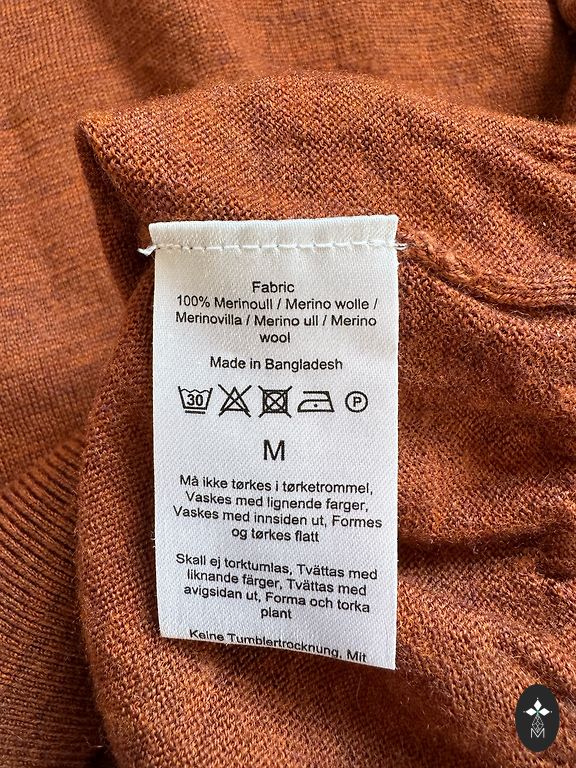 Fabric
100% Merinoull / Merino wolle /
Merinovilla / Merino ull / Merino
wool
Made in Bangladesh
30
P
M
Må ikke tørkes i tørketrommel,
Vaskes med lignende farger,
Vaskes med innsiden ut, Formes
og tørkes flatt
Skall ej torktumlas, Tvättas med
liknande färger, Tvättas med
avigsidan ut, Forma och torka
plant
Keine Tumblertrocknung, Mit
M